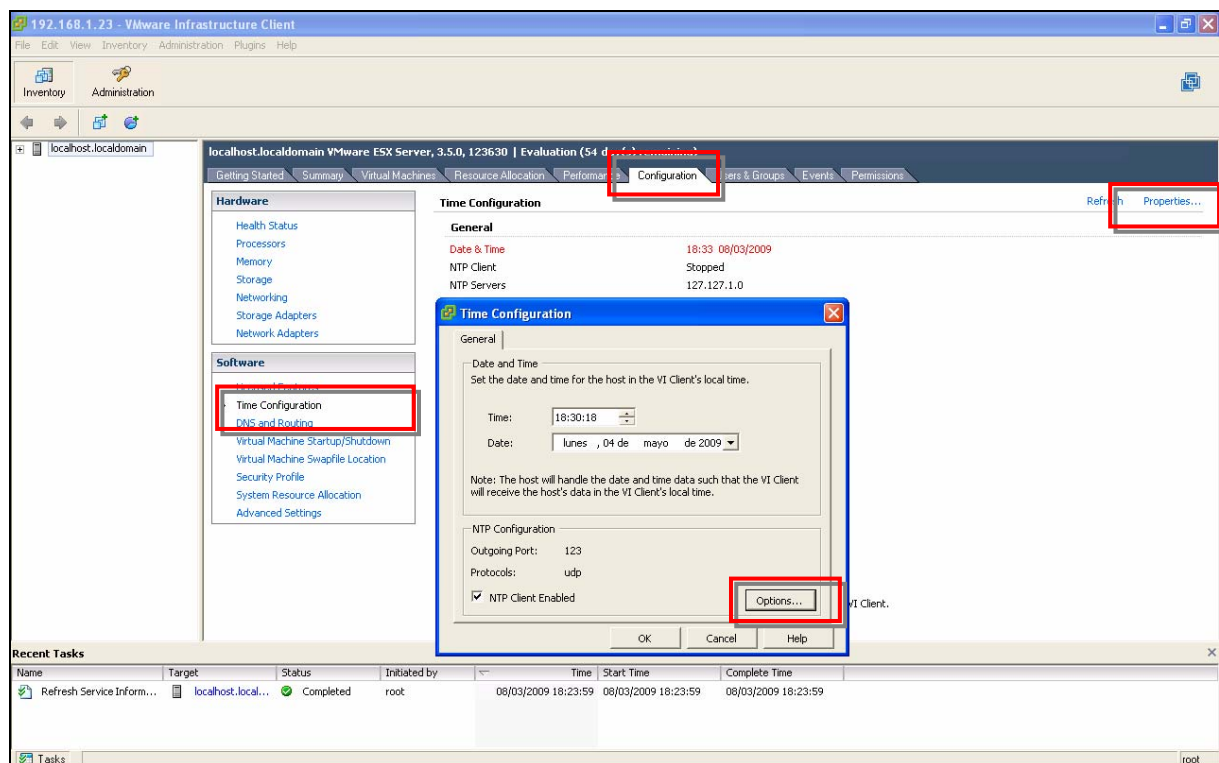 192.168.1.23 - VMware Infrastructure Client
File Edit View Inventory Administration Plugins Help
Inventory Administration
localhost.localdomain
localhost.localdomain VMware ESX Server, 3.5.0, 123630 | Evaluation (54
Getting Started Summary Virtual Machines Resource Allocation Performance Configuration Users & Groups Events Permissions
Hardware
Health Status
Processors
Memory
Storage
Networking
Storage Adapters
Network Adapters
Software
Time Configuration
DNS and Routing
Virtual Machine Startup/Shutdown
Virtual Machine Swapfile Location
Security Profile
System Resource Allocation
Advanced Settings
Time Configuration
Refresh Properties...
General
Date & Time 18:33 08/03/2009
NTP Client Stopped
NTP Servers 127.127.1.0
Time Configuration
General
Date and Time
Set the date and time for the host in the VI Client's local time.
Time: 18:30:18
Date: lunes , 04 de mayo de 2009
Note: The host will handle the date and time data such that the VI Client
will receive the host's data in the VI Client's local time.
NTP Configuration
Outgoing Port: 123
Protocols: udp
NTP Client Enabled
Options...
VI Client.
OK Cancel Help
Recent Tasks
Name Target Status Initiated by Time Start Time Complete Time
Refresh Service Inform... localhost.local... Completed root 08/03/2009 18:23:59 08/03/2009 18:23:59 08/03/2009 18:23:59
Tasks root